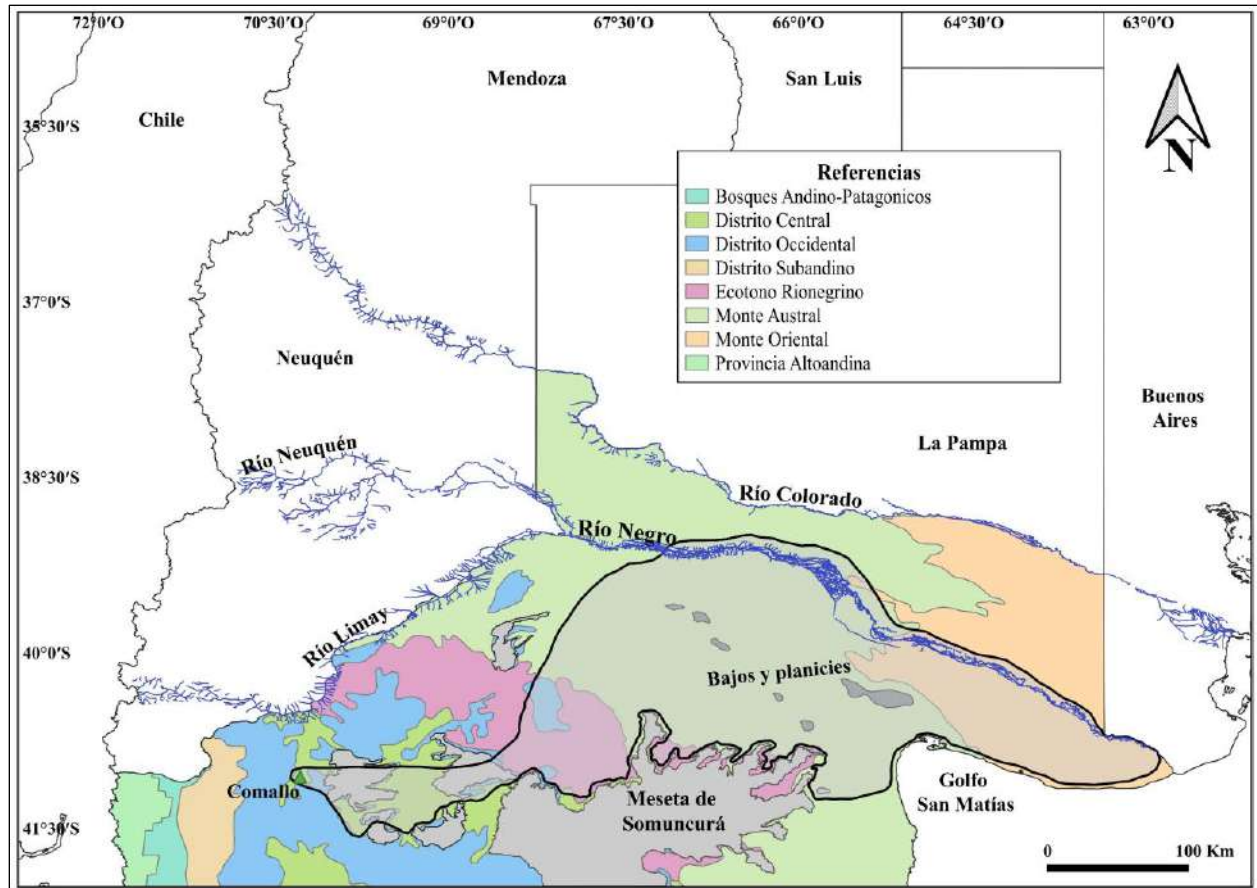 72°0'O
70°30'O
69°0'O
67°30'O
66°0'O
64°30'O
63°0'O
Mendoza
San Luis
Chile
35°30'S
N
Referencias
Bosques Andino-Patagonicos
Distrito Central
Distrito Occidental
Distrito Subandino
Ecotono Rionegrino
Monte Austral
Monte Oriental
Provincia Altoandina
37°0'S
Neuquén
Buenos
Aires
La Pampa
Río Neuquén
38°30'S
Río Colorado
Río Negro
Río Limay
40°0'S
Bajos y planicies
Comallo
Meseta de
Somuncurá
Golfo
San Matías
41°30'S
0
100 Km